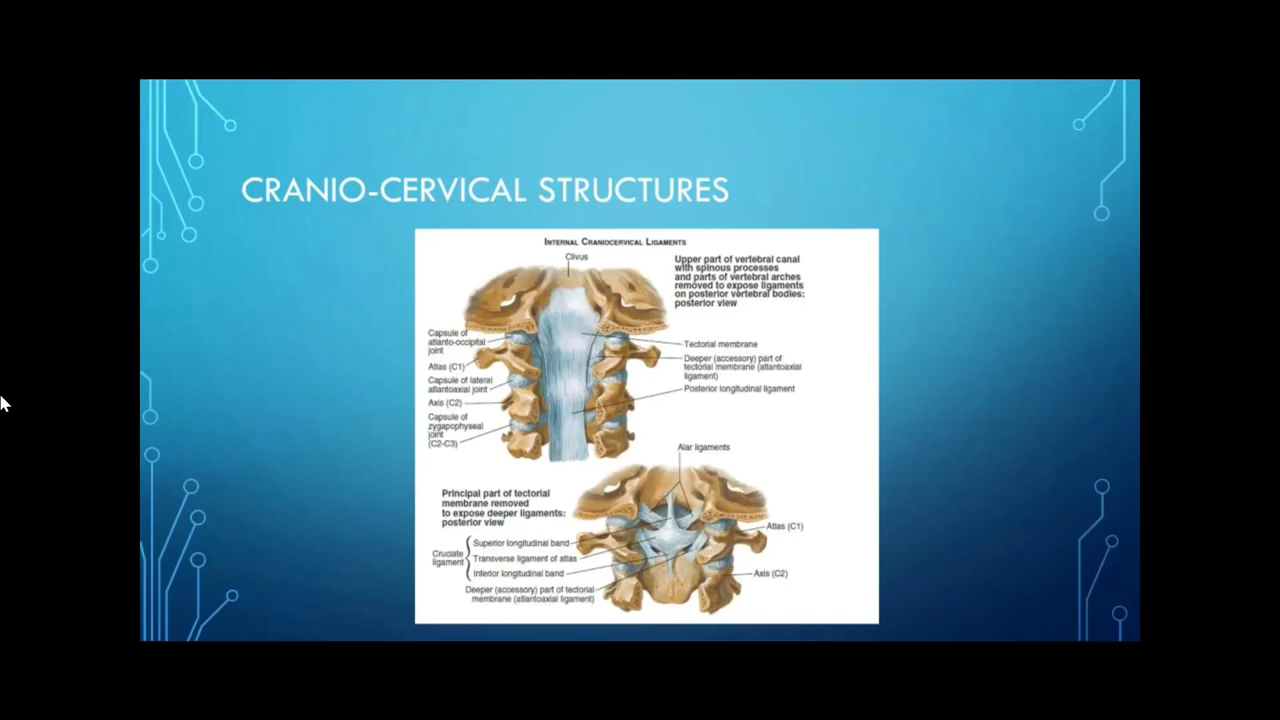 CRANIO-CERVICAL STRUCTURES
INTERNAL CRANIOCERVICAL LIGAMENTS
Clivus
Upper part of vertebral canal
with spinous processes
and parts of vertebral arches
removed to expose ligaments
on posterior vertebral bodies:
posterior view
Capsule of
atlanto-occipital
joint
Atlas (C1)
Capsule of lateral
atlantoaxial joint
Axis (C2)
Capsule of
zygapophyseal
joint
(C2-C3)
Tectorial membrane
Deeper (accessory) part of
tectorial membrane (atlantoaxial
ligament)
Posterior longitudinal ligament
Alar ligaments
Principal part of tectorial
membrane removed
to expose deeper ligaments:
posterior view
Cruciate
ligament
Superior longitudinal band
Transverse ligament of atlas
Inferior longitudinal band
Deeper (accessory) part of tectorial
membrane (atlantoaxial ligament)
Atlas (C1)
Axis (C2)